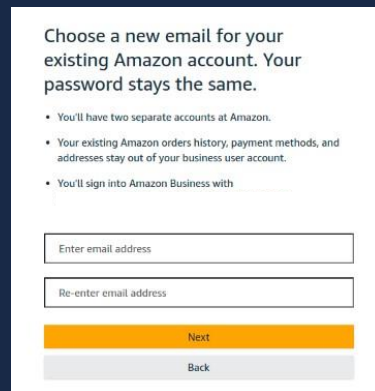 Choose a new email for your
existing Amazon account. Your
password stays the same.
• You'll have two separate accounts at Amazon.
• Your existing Amazon orders history, payment methods, and
addresses stay out of your business user account.
• You'll sign into Amazon Business with
Enter email address
Re-enter email address
Next
Back